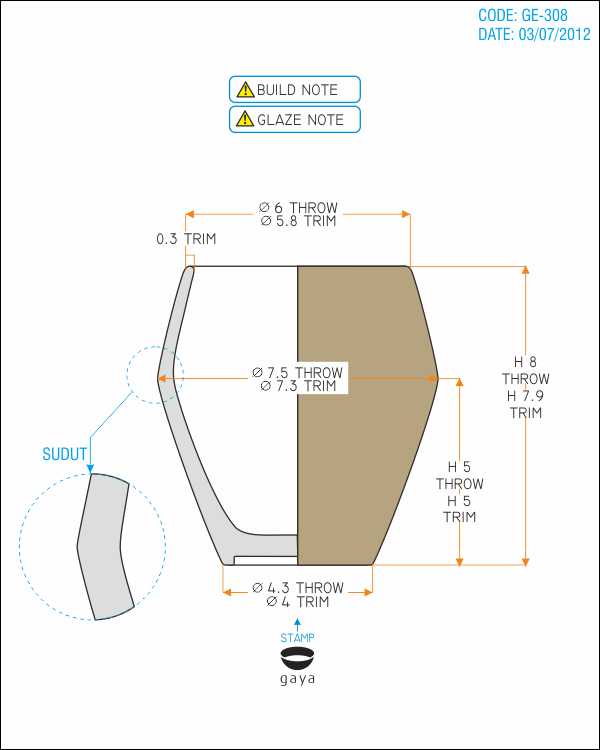 CODE: GE-308
DATE: 03/07/2012
BUILD NOTE
GLAZE NOTE
Ø 6 THROW
Ø 5.8 TRIM
0.3 TRIM
Ø 7.5 THROW
Ø 7.3 TRIM
H 8
THROW
H 7.9
TRIM
SUDUT
H 5
THROW
H 5
TRIM
Ø 4.3 THROW
Ø 4 TRIM
STAMP
gaya